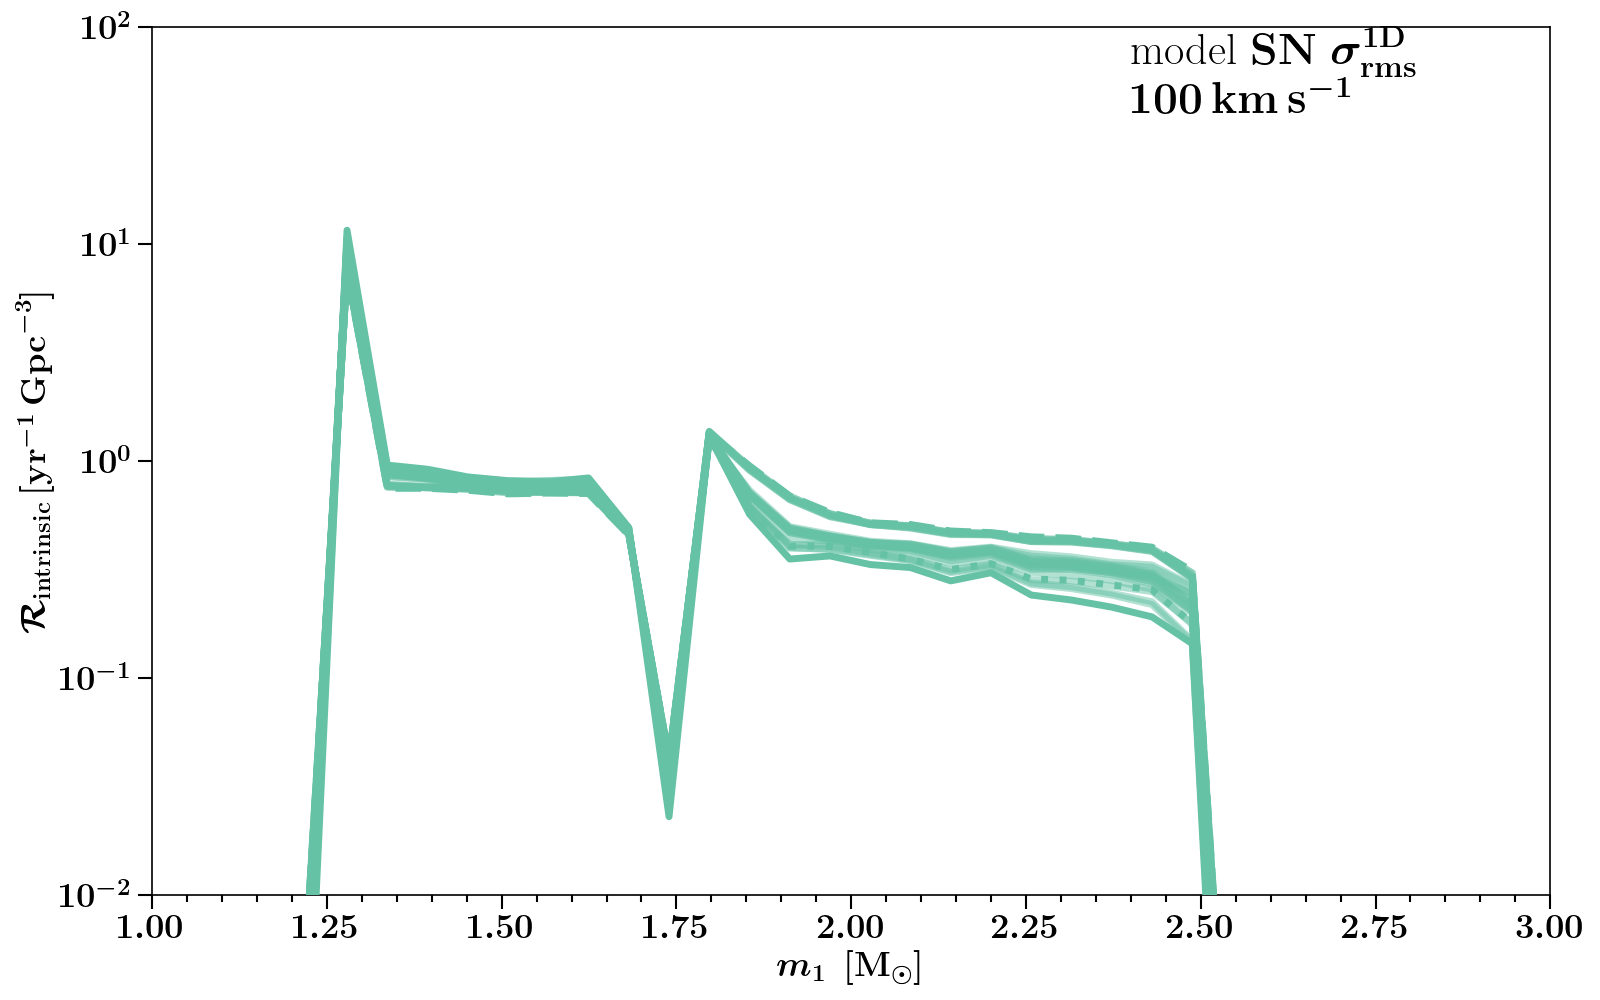 model SN σ¹ᴰᵣₘₛ
100 km s⁻¹
10²
10¹
10⁰
10⁻¹
10⁻²
𝓡intrinsic [yr⁻¹ Gpc⁻³]
1.00 1.25 1.50 1.75 2.00 2.25 2.50 2.75 3.00
m₁ [M⊙]